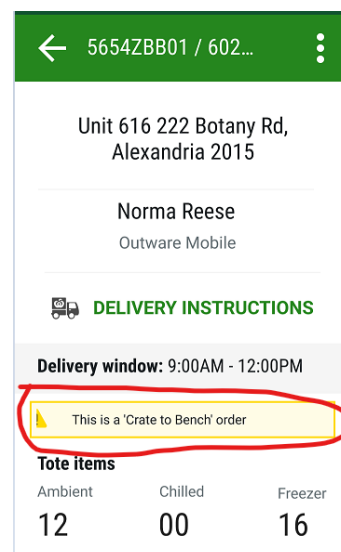 5654ZBB01 / 602...
Unit 616 222 Botany Rd,
Alexandria 2015
Norma Reese
Outware Mobile
DELIVERY INSTRUCTIONS
Delivery window: 9:00AM - 12:00PM
This is a 'Crate to Bench' order
Tote items
Ambient Chilled Freezer
12 00 16